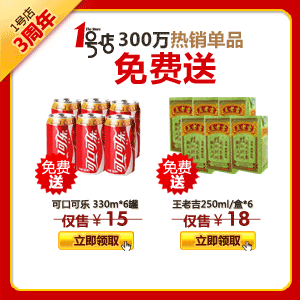 1号店
3周年
1号店 300万热销单品
免费送
免费
送
免费
送
可口可乐 330m*6罐
仅售￥15
立即领取
王老吉250ml/盒*6
仅售￥18
立即领取